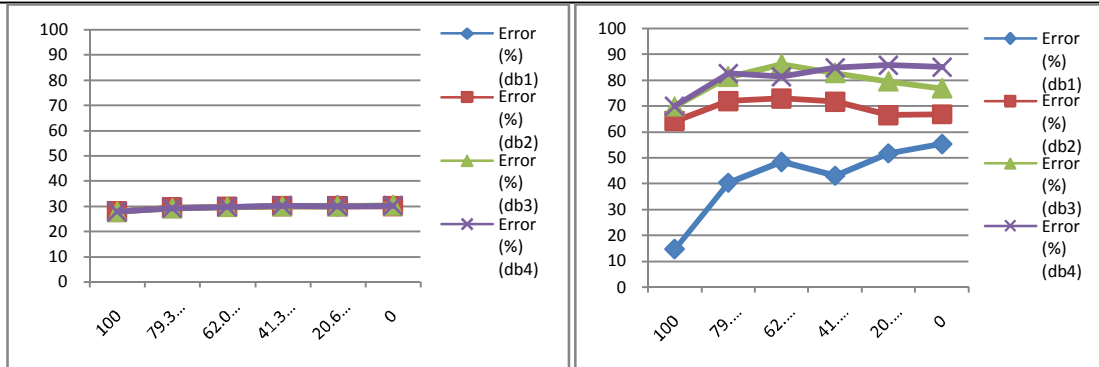 100
90
80
70
60
50
40
30
20
10
0
100
79.3...
62.0...
41.3...
20.6...
0
Error
(%)
(db1)
Error
(%)
(db2)
Error
(%)
(db3)
Error
(%)
(db4)
100
90
80
70
60
50
40
30
20
10
0
100
79....
62....
41....
20....
0
Error
(%)
(db1)
Error
(%)
(db2)
Error
(%)
(db3)
Error
(%)
(db4)